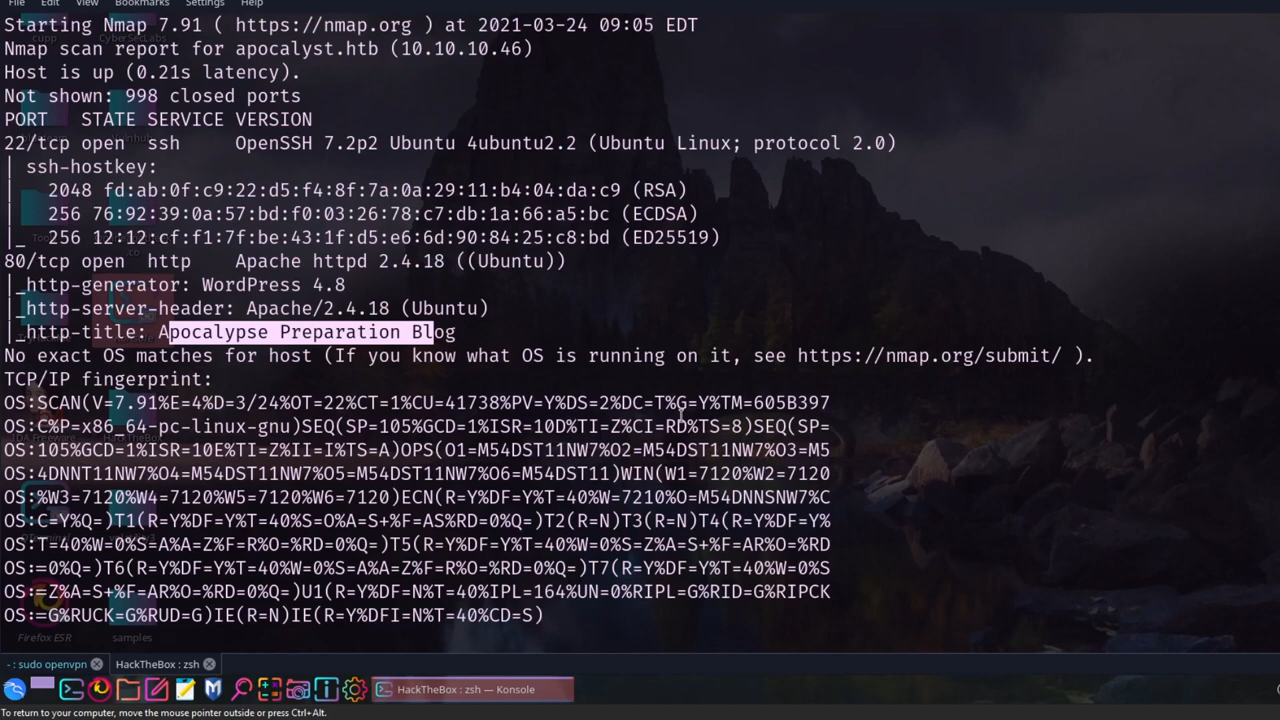 File Edit View Bookmarks Settings Help
Starting Nmap 7.91 ( https://nmap.org ) at 2021-03-24 09:05 EDT
Nmap scan report for apocalyst.htb (10.10.10.46)
Host is up (0.21s latency).
Not shown: 998 closed ports
PORT   STATE SERVICE VERSION
22/tcp open  ssh     OpenSSH 7.2p2 Ubuntu 4ubuntu2.2 (Ubuntu Linux; protocol 2.0)
| ssh-hostkey:
|   2048 fd:ab:0f:c9:22:d5:f4:8f:7a:0a:29:11:b4:04:da:c9 (RSA)
|   256 76:92:39:0a:57:bd:f0:03:26:78:c7:db:1a:66:a5:bc (ECDSA)
|_  256 12:12:cf:f1:7f:be:43:1f:d5:e6:6d:90:84:25:c8:bd (ED25519)
80/tcp open  http    Apache httpd 2.4.18 ((Ubuntu))
|_http-generator: WordPress 4.8
|_http-server-header: Apache/2.4.18 (Ubuntu)
|_http-title: Apocalypse Preparation Blog
No exact OS matches for host (If you know what OS is running on it, see https://nmap.org/submit/ ).
TCP/IP fingerprint:
OS:SCAN(V=7.91%E=4%D=3/24%OT=22%CT=1%CU=41738%PV=Y%DS=2%DC=T%G=Y%TM=605B397
OS:C%P=x86_64-pc-linux-gnu)SEQ(SP=105%GCD=1%ISR=10D%TI=Z%CI=RD%TS=8)SEQ(SP=
OS:105%GCD=1%ISR=10E%TI=Z%II=I%TS=A)OPS(O1=M54DST11NW7%O2=M54DST11NW7%O3=M5
OS:4DNNT11NW7%O4=M54DST11NW7%O5=M54DST11NW7%O6=M54DST11)WIN(W1=7120%W2=7120
OS:%W3=7120%W4=7120%W5=7120%W6=7120)ECN(R=Y%DF=Y%T=40%W=7210%O=M54DNNSNW7%C
OS:C=Y%Q=)T1(R=Y%DF=Y%T=40%S=O%A=S+%F=AS%RD=0%Q=)T2(R=N)T3(R=N)T4(R=Y%DF=Y%
OS:T=40%W=0%S=A%A=Z%F=R%O=%RD=0%Q=)T5(R=Y%DF=Y%T=40%W=0%S=Z%A=S+%F=AR%O=%RD
OS:=0%Q=)T6(R=Y%DF=Y%T=40%W=0%S=A%A=Z%F=R%O=%RD=0%Q=)T7(R=Y%DF=Y%T=40%W=0%S
OS:=Z%A=S+%F=AR%O=%RD=0%Q=)U1(R=Y%DF=N%T=40%IPL=164%UN=0%RIPL=G%RID=G%RIPCK
OS:=G%RUCK=G%RUD=G)IE(R=N)IE(R=Y%DFI=N%T=40%CD=S)
cupp CyberSecLabs
HackTheBox
Firefox ESR samples
- : sudo openvpn HackTheBox : zsh
HackTheBox : zsh — Konsole
To return to your computer, move the mouse pointer outside or press Ctrl+Alt.